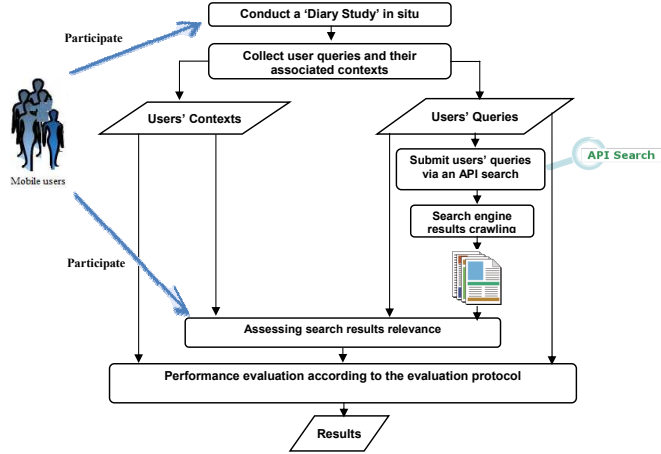 Conduct a ‘Diary Study’ in situ
Participate
Collect user queries and their
associated contexts
Users’ Contexts
Users’ Queries
Mobile users
Submit users’ queries
via an API search
API Search
Search engine
results crawling
Participate
Assessing search results relevance
Performance evaluation according to the evaluation protocol
Results